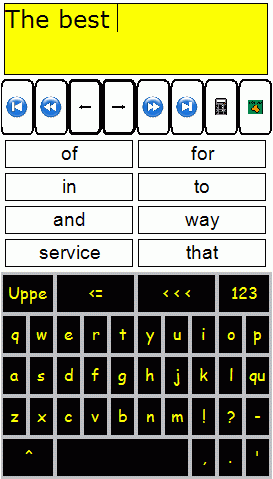 The best
← →
of for
in to
and way
service that
Uppe <= <<< 123
q w e r t y u i o p
a s d f g h j k l qu
z x c v b n m ! ? -
^ , . '